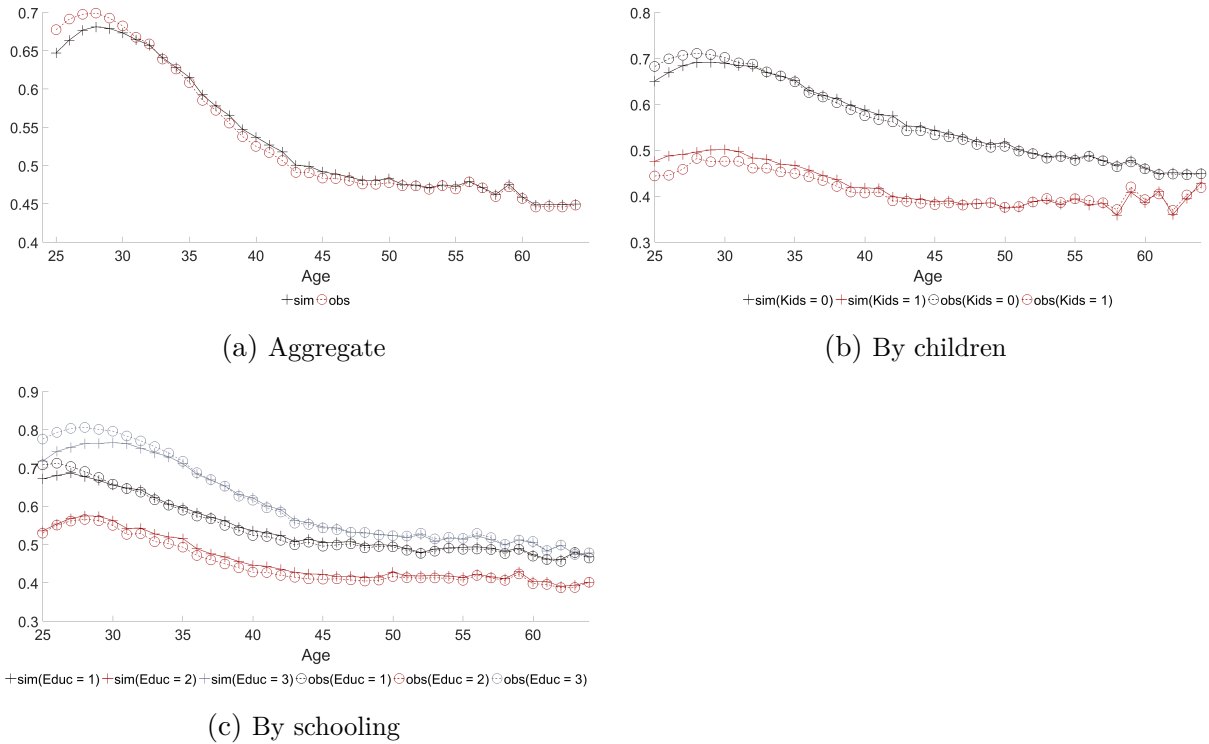 0.7
0.65
0.6
0.55
0.5
0.45
0.4
25 30 35 40 45 50 55 60
Age
sim obs
(a) Aggregate
0.8
0.7
0.6
0.5
0.4
0.3
25 30 35 40 45 50 55 60
Age
sim(Kids = 0) sim(Kids = 1) obs(Kids = 0) obs(Kids = 1)
(b) By children
0.9
0.8
0.7
0.6
0.5
0.4
0.3
25 30 35 40 45 50 55 60
Age
sim(Educ = 1) sim(Educ = 2) sim(Educ = 3) obs(Educ = 1) obs(Educ = 2) obs(Educ = 3)
(c) By schooling